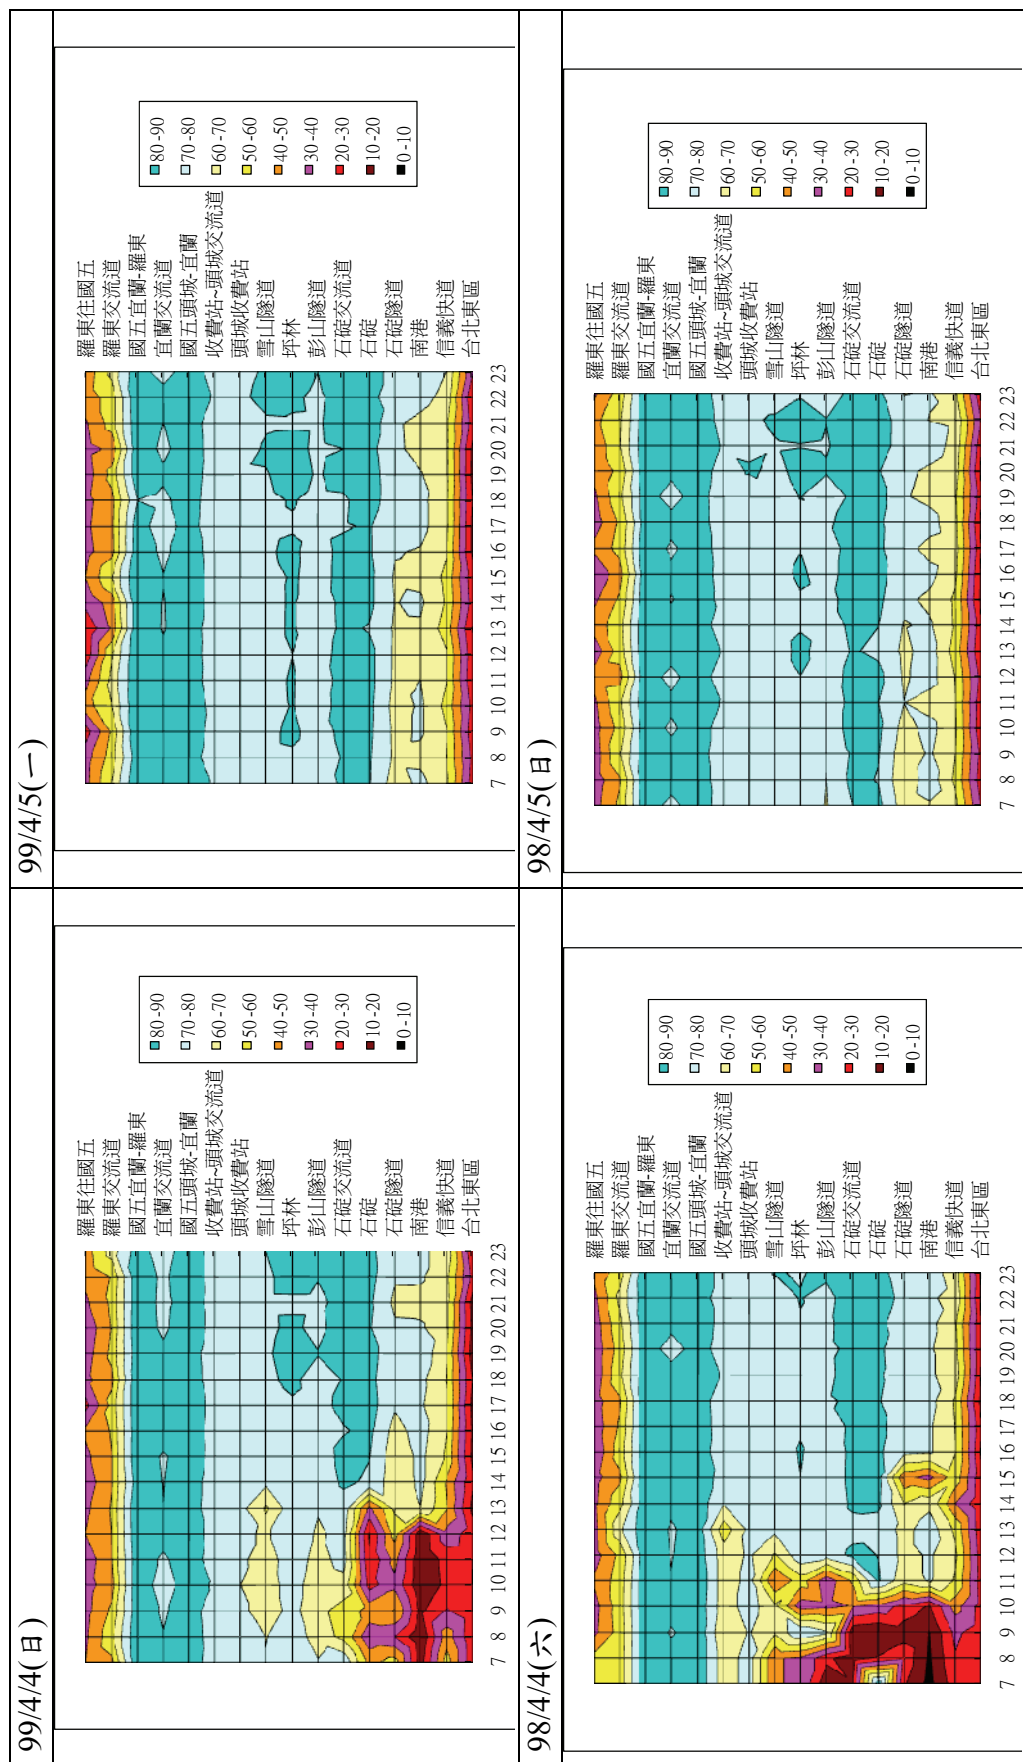 99/4/4(日)
羅東往國五
羅東交流道
國五宜蘭-羅東
宜蘭交流道
國五頭城-宜蘭
收費站~頭城交流道
頭城收費站
雪山隧道
坪林
彭山隧道
石碇交流道
石碇
石碇隧道
南港
信義快道
台北東區
7 8 9 10 11 12 13 14 15 16 17 18 19 20 21 22 23
80-90
70-80
60-70
50-60
40-50
30-40
20-30
10-20
0-10
99/4/5(一)
羅東往國五
羅東交流道
國五宜蘭-羅東
宜蘭交流道
國五頭城-宜蘭
收費站~頭城交流道
頭城收費站
雪山隧道
坪林
彭山隧道
石碇交流道
石碇
石碇隧道
南港
信義快道
台北東區
7 8 9 10 11 12 13 14 15 16 17 18 19 20 21 22 23
80-90
70-80
60-70
50-60
40-50
30-40
20-30
10-20
0-10
98/4/4(六)
羅東往國五
羅東交流道
國五宜蘭-羅東
宜蘭交流道
國五頭城-宜蘭
收費站~頭城交流道
頭城收費站
雪山隧道
坪林
彭山隧道
石碇交流道
石碇
石碇隧道
南港
信義快道
台北東區
7 8 9 10 11 12 13 14 15 16 17 18 19 20 21 22 23
80-90
70-80
60-70
50-60
40-50
30-40
20-30
10-20
0-10
98/4/5(日)
羅東往國五
羅東交流道
國五宜蘭-羅東
宜蘭交流道
國五頭城-宜蘭
收費站~頭城交流道
頭城收費站
雪山隧道
坪林
彭山隧道
石碇交流道
石碇
石碇隧道
南港
信義快道
台北東區
7 8 9 10 11 12 13 14 15 16 17 18 19 20 21 22 23
80-90
70-80
60-70
50-60
40-50
30-40
20-30
10-20
0-10